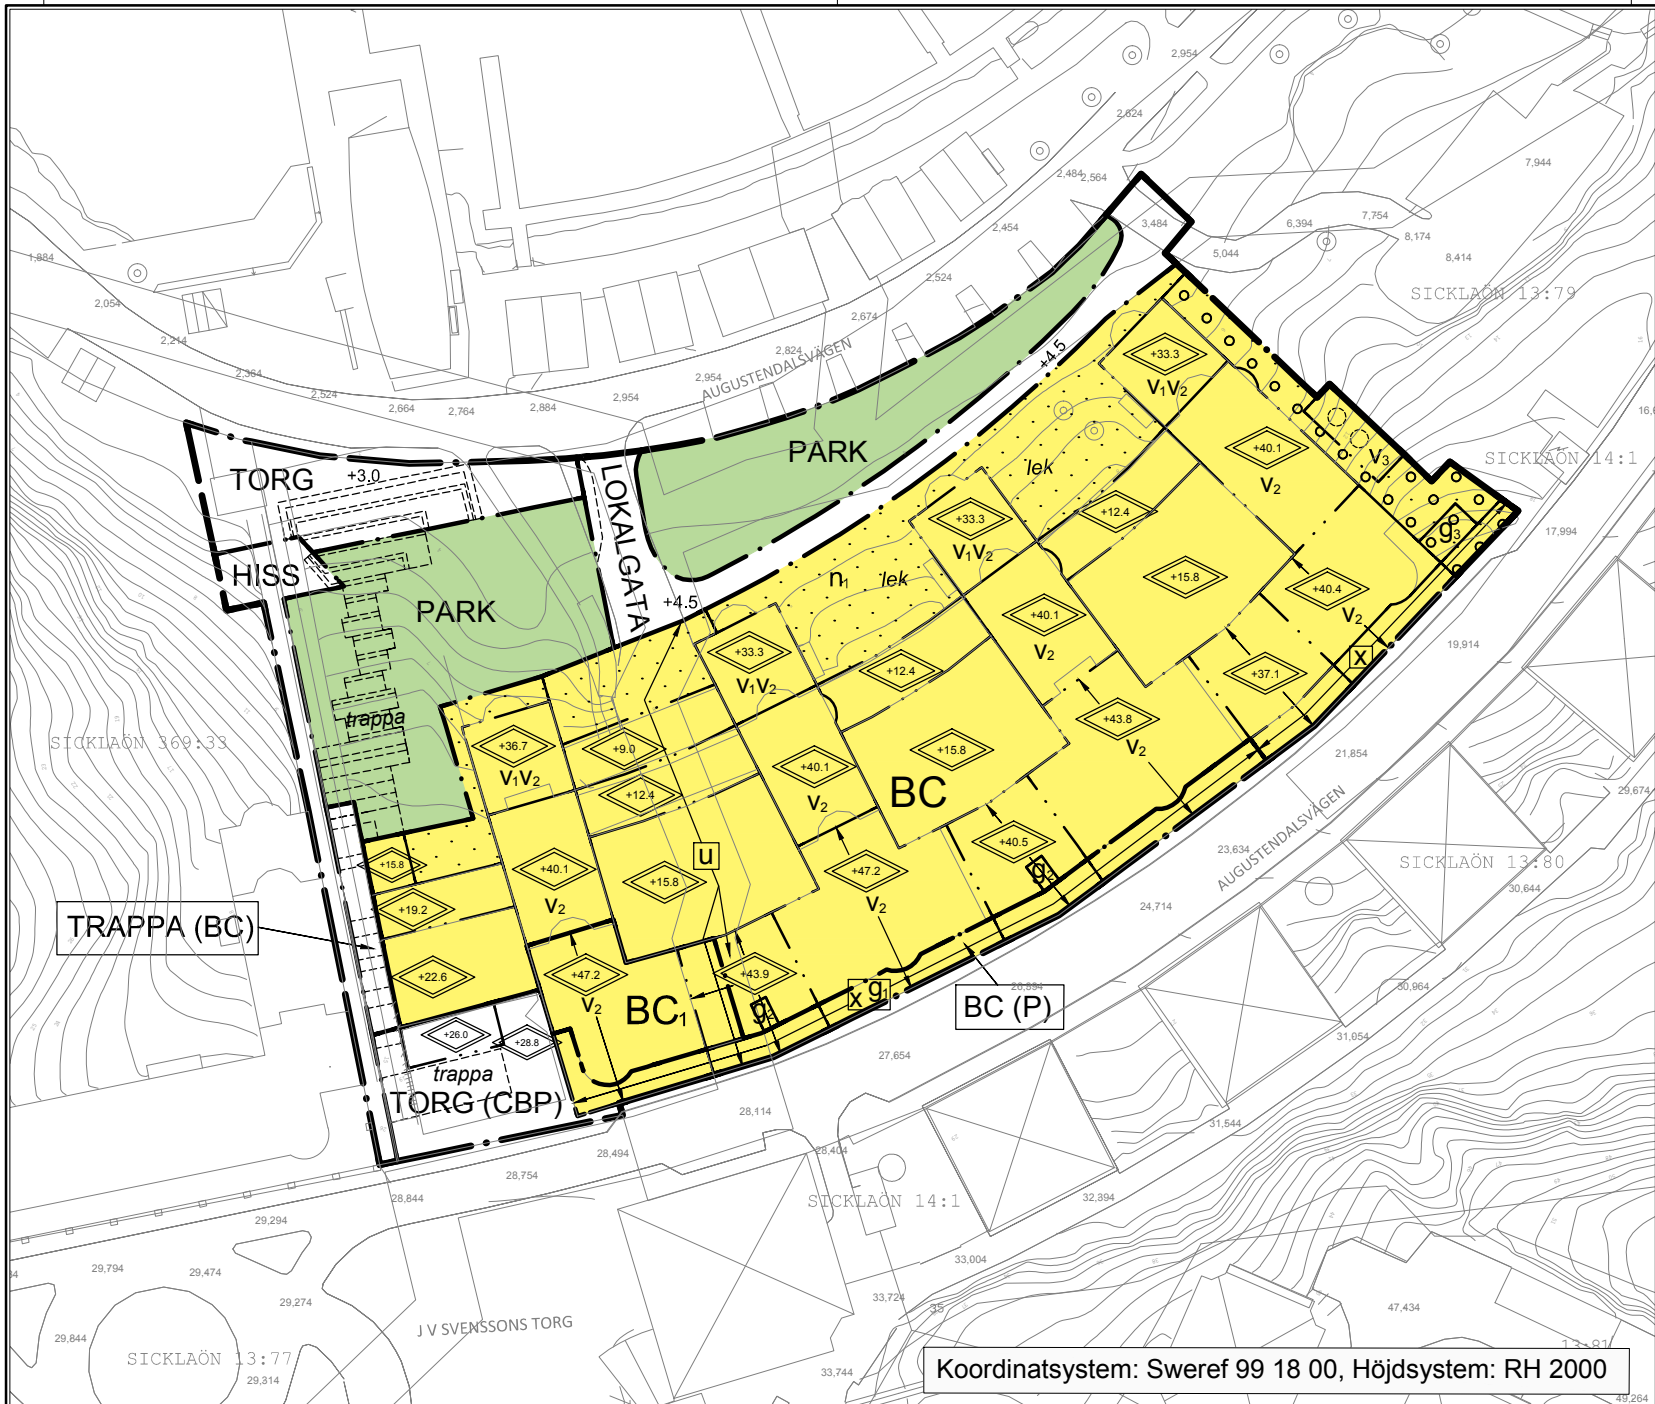 2,954
2,824
2,484
2,564
7,944
3,484
6,394
7,754
8,174
2,454
5,044
8,414
1,884
2,524
SICKLAÖN 13:79
2,054
2,674
2,214
2,824
+4.5
AUGUSTENDALSVÄGEN
+33.3
V₁V₂
2,364
2,524
2,954
2,664
2,764
2,884
2,954
+40.1
V₂
V₃
PARK
SICKLAÖN 14:1
TORG
+3.0
lek
LOKALGATA
+12.4
+33.3
V₁V₂
g₃
17,994
HISS
n₁
lek
+15.8
+40.4
V₂
PARK
+4.5
+40.1
V₂
19,914
+33.3
V₁V₂
x
+12.4
+37.1
trappa
+43.8
V₂
SICKLAÖN 369:33
+36.7
V₁V₂
+9.0
+15.8
21,854
+40.1
V₂
+12.4
BC
29,674
AUGUSTENDALSVÄGEN
+40.5
23,634
SICKLAÖN 13:80
u
+15.8
+40.1
V₂
+15.8
+47.2
V₂
g₂
30,644
+19.2
24,714
TRAPPA (BC)
+22.6
+47.2
V₂
+43.9
x g₁
BC (P)
30,964
BC₁
g₂
+26.0
+28.8
31,054
27,654
trappa
TORG (CBP)
28,114
31,544
28,494
28,404
28,754
28,844
SICKLAÖN 14:1
32,394
29,294
33,004
29,794
29,474
33,724
35
47,434
29,274
J V SVENSSONS TORG
29,844
SICKLAÖN 13:77
13:81
29,314
33,744
Koordinatsystem: Sweref 99 18 00, Höjdsystem: RH 2000
49,264